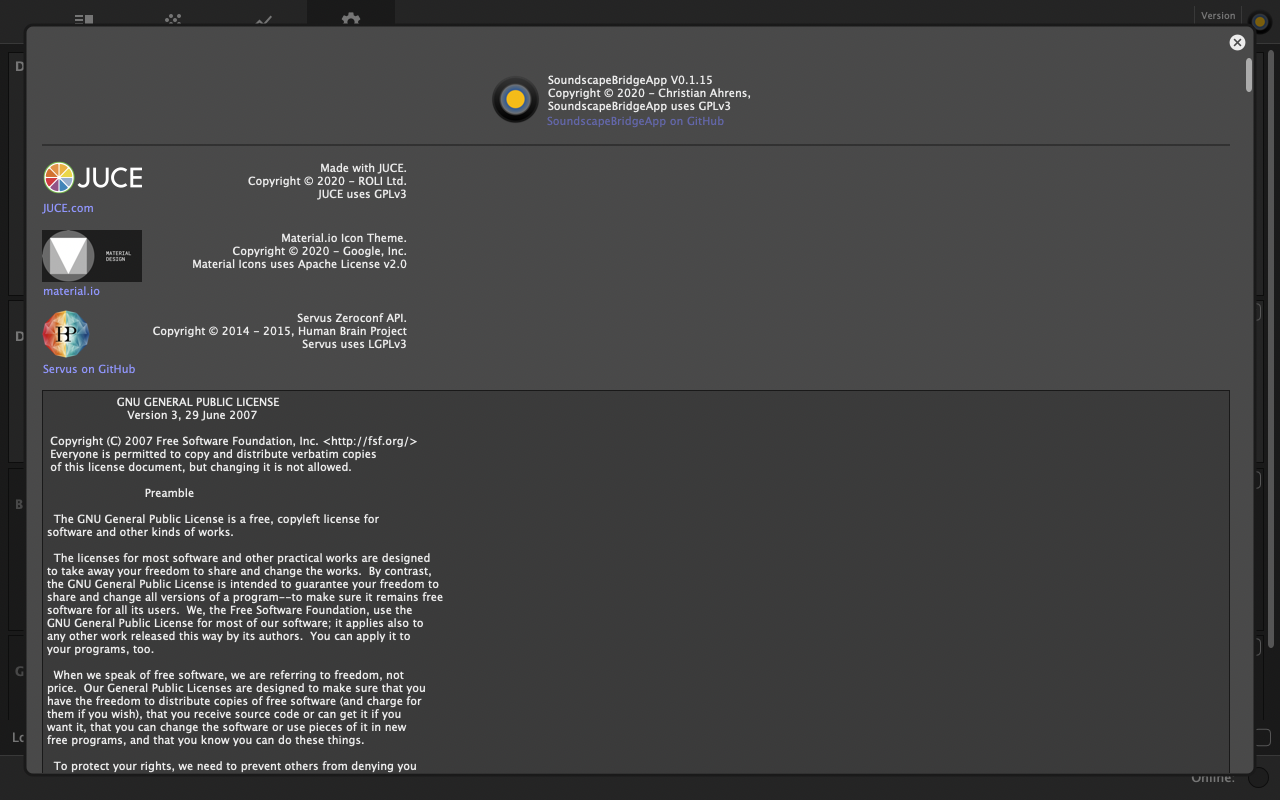 Version
D
SoundscapeBridgeApp V0.1.15
Copyright © 2020 - Christian Ahrens,
SoundscapeBridgeApp uses GPLv3
SoundscapeBridgeApp on GitHub
JUCE
Made with JUCE.
Copyright © 2020 - ROLI Ltd.
JUCE uses GPLv3
JUCE.com
MATERIAL
DESIGN
Material.io Icon Theme.
Copyright © 2020 - Google, Inc.
Material Icons uses Apache License v2.0
material.io
Servus Zeroconf API.
Copyright © 2014 - 2015, Human Brain Project
Servus uses LGPLv3
D
Servus on GitHub
GNU GENERAL PUBLIC LICENSE
Version 3, 29 June 2007
Copyright (C) 2007 Free Software Foundation, Inc. <http://fsf.org/>
Everyone is permitted to copy and distribute verbatim copies
of this license document, but changing it is not allowed.
Preamble
B
The GNU General Public License is a free, copyleft license for
software and other kinds of works.
The licenses for most software and other practical works are designed
to take away your freedom to share and change the works.  By contrast,
the GNU General Public License is intended to guarantee your freedom to
share and change all versions of a program--to make sure it remains free
software for all its users.  We, the Free Software Foundation, use the
GNU General Public License for most of our software; it applies also to
any other work released this way by its authors.  You can apply it to
your programs, too.
G
When we speak of free software, we are referring to freedom, not
price.  Our General Public Licenses are designed to make sure that you
have the freedom to distribute copies of free software (and charge for
them if you wish), that you receive source code or can get it if you
want it, that you can change the software or use pieces of it in new
free programs, and that you know you can do these things.
To protect your rights, we need to prevent others from denying you
Online: